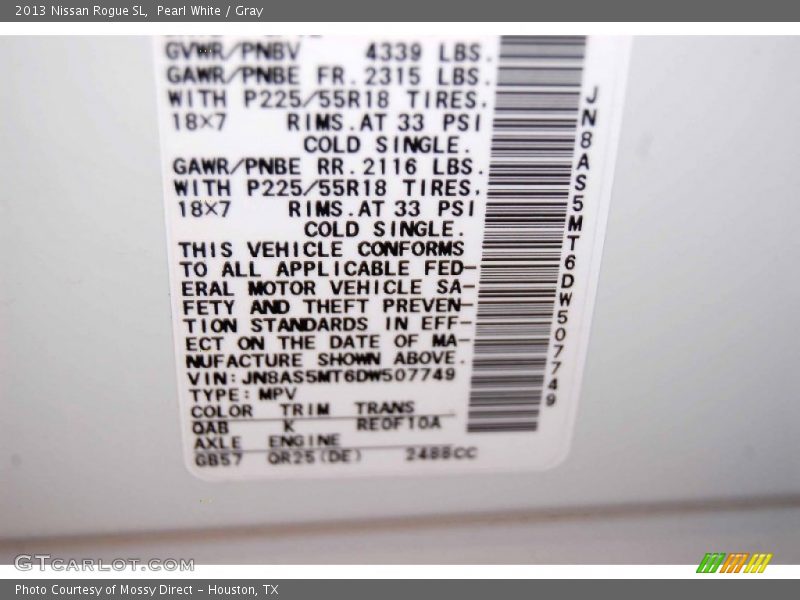 2013 Nissan Rogue SL, Pearl White / Gray
GVWR/PNBV 4339 LBS.
GAWR/PNBE FR.2315 LBS.
WITH P225/55R18 TIRES.
18X7 RIMS.AT 33 PSI
COLD SINGLE.
GAWR/PNBE RR.2116 LBS.
WITH P225/55R18 TIRES,
18X7 RIMS.AT 33 PSI
COLD SINGLE.
THIS VEHICLE CONFORMS
TO ALL APPLICABLE FED-
ERAL MOTOR VEHICLE SA-
FETY AND THEFT PREVEN-
TION STANDARDS IN EFF-
ECT ON THE DATE OF MA-
NUFACTURE SHOWN ABOVE.
VIN:JN8AS5MT6DW507749
TYPE: MPV
COLOR TRIM TRANS
QAB K RE0F10A
AXLE ENGINE
GB57 QR25(DE) 2488CC
JN8AS5MT6DW507749
GTCARLOT.COM
Photo Courtesy of Mossy Direct - Houston, TX